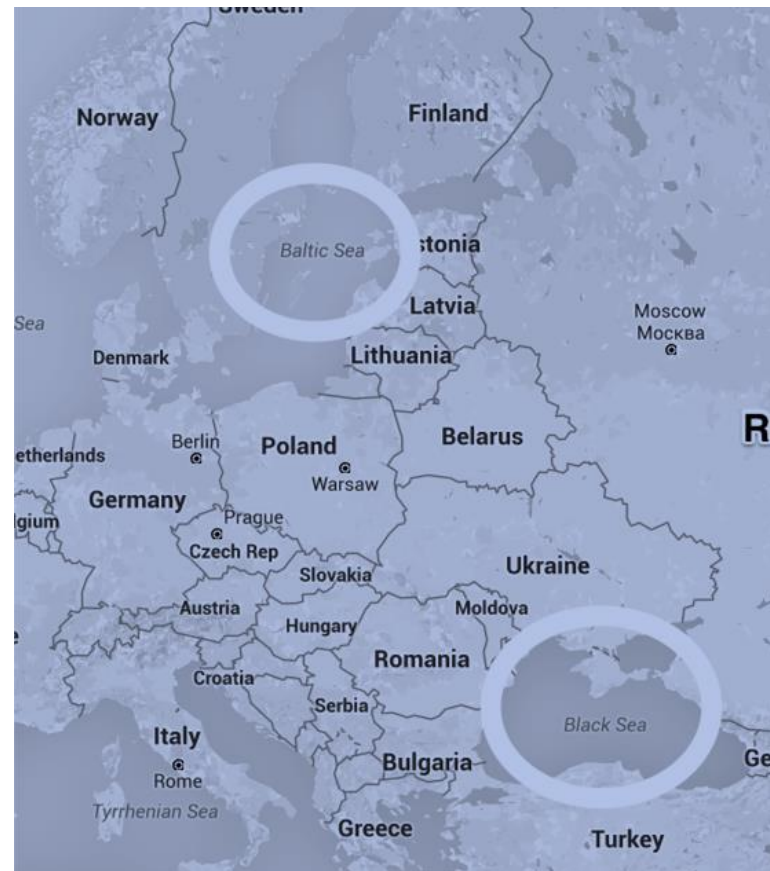 Sweden
Norway
Finland
Baltic Sea
stonia
Sea
Latvia
Moscow
Москва
Denmark
Lithuania
R
Berlin
Poland
Belarus
etherlands
Warsaw
Germany
lgium
Prague
Czech Rep
Ukraine
Slovakia
Austria
Moldova
Hungary
e
Romania
Croatia
Serbia
Black Sea
Italy
Rome
Bulgaria
Ge
Tyrrhenian Sea
Greece
Turkey